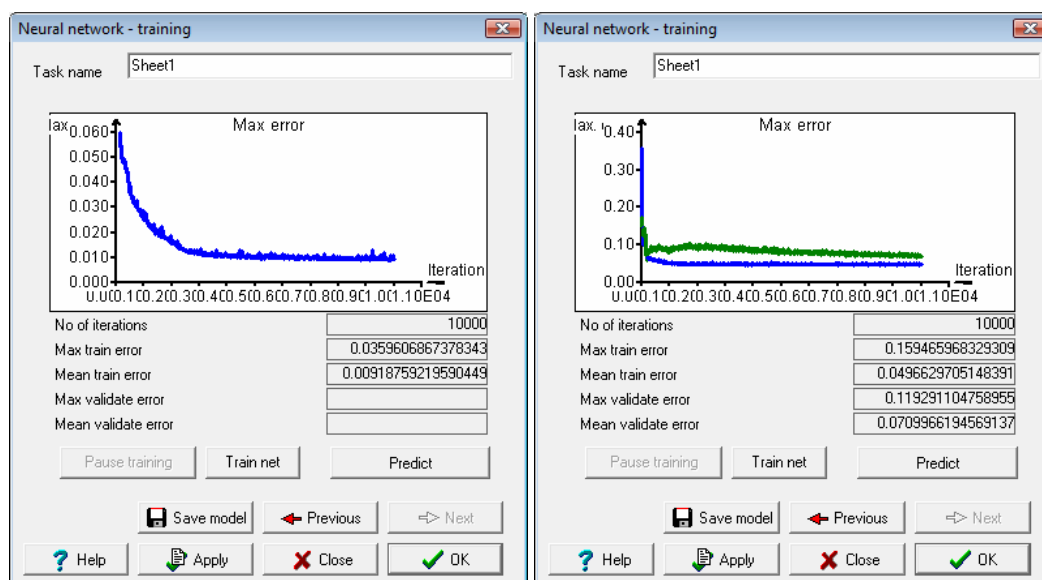 Neural network - training
Task name Sheet1
Max error
0.060
0.050
0.040
0.030
0.020
0.010
0.000
Iteration
No of iterations 10000
Max train error 0.0359606867378343
Mean train error 0.00918759219590449
Max validate error
Mean validate error
Pause training Train net Predict
Save model Previous Next
Help Apply Close OK
Neural network - training
Task name Sheet1
Max error
0.40
0.30
0.20
0.10
0.00
Iteration
No of iterations 10000
Max train error 0.159465968329309
Mean train error 0.0496629705148391
Max validate error 0.119291104758955
Mean validate error 0.0709966194569137
Pause training Train net Predict
Save model Previous Next
Help Apply Close OK